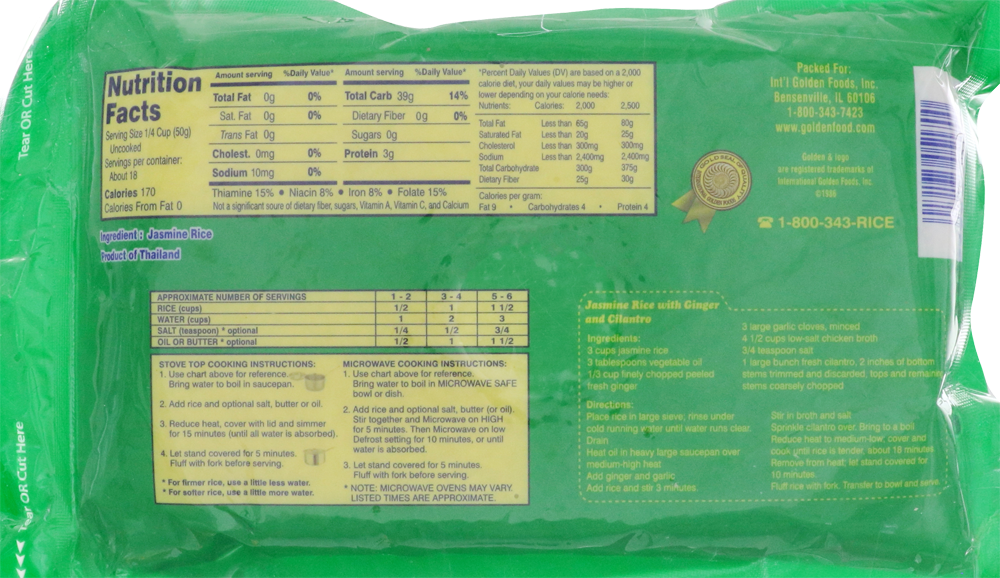 Tear OR Cut Here
Nutrition
Facts
Serving Size 1/4 Cup (50g)
Uncooked
Servings per container:
About 18
Calories 170
Calories From Fat 0
Amount serving %Daily Value* Amount serving %Daily Value*
Total Fat 0g 0% Total Carb 39g 14%
Sat. Fat 0g 0% Dietary Fiber 0g 0%
Trans Fat 0g Sugars 0g
Cholest. 0mg 0% Protein 3g
Sodium 10mg 0%
Thiamine 15% • Niacin 8% • Iron 8% • Folate 15%
Not a significant soure of dietary fiber, sugars, Vitamin A, Vitamin C, and Calcium
*Percent Daily Values (DV) are based on a 2,000
calorie diet, your daily values may be higher or
lower depending on your calorie needs:
Nutrients: Calories: 2,000 2,500
Total Fat Less than 65g 80g
Saturated Fat Less than 20g 25g
Cholesterol Less than 300mg 300mg
Sodium Less than 2,400mg 2,400mg
Total Carbohydrate 300g 375g
Dietary Fiber 25g 30g
Calories per gram:
Fat 9 • Carbohydrates 4 • Protein 4
Packed For:
Int'l Golden Foods, Inc.
Bensenville, IL 60106
1-800-343-7423
www.goldenfood.com
Golden & logo
are registered trademarks of
International Golden Foods, Inc.
©1996
GOLD SEAL
1-800-343-RICE
Ingredient : Jasmine Rice
Product of Thailand
APPROXIMATE NUMBER OF SERVINGS 1 - 2 3 - 4 5 - 6
RICE (cups) 1/2 1 1 1/2
WATER (cups) 1 2 3
SALT (teaspoon) * optional 1/4 1/2 3/4
OIL OR BUTTER * optional 1/2 1 1 1/2
STOVE TOP COOKING INSTRUCTIONS:
1. Use chart above for reference.
Bring water to boil in saucepan.
2. Add rice and optional salt, butter or oil.
3. Reduce heat, cover with lid and simmer
for 15 minutes (until all water is absorbed).
4. Let stand covered for 5 minutes.
Fluff with fork before serving.
* For firmer rice, use a little less water.
* For softer rice, use a little more water.
MICROWAVE COOKING INSTRUCTIONS:
1. Use chart above for reference.
Bring water to boil in MICROWAVE SAFE
bowl or dish.
2. Add rice and optional salt, butter (or oil).
Stir together and Microwave on HIGH
for 5 minutes. Then Microwave on low
Defrost setting for 10 minutes, or until
water is absorbed.
3. Let stand covered for 5 minutes.
Fluff with fork before serving.
* NOTE: MICROWAVE OVENS MAY VARY.
LISTED TIMES ARE APPROXIMATE.
Jasmine Rice with Ginger
and Cilantro
Ingredients:
3 cups jasmine rice
3 tablespoons vegetable oil
1/3 cup finely chopped peeled
fresh ginger
3 large garlic cloves, minced
4 1/2 cups low-salt chicken broth
3/4 teaspoon salt
1 large bunch fresh cilantro, 2 inches of bottom
stems trimmed and discarded, tops and remaining
stems coarsely chopped
Directions:
Place rice in large sieve; rinse under
cold running water until water runs clear.
Drain
Heat oil in heavy large saucepan over
medium-high heat
Add ginger and garlic
Add rice and stir 3 minutes.
Stir in broth and salt
Sprinkle cilantro over. Bring to a boil
Reduce heat to medium-low; cover and
cook until rice is tender, about 18 minutes
Remove from heat; let stand covered for
10 minutes.
Fluff rice with fork. Transfer to bowl and serve.
Tear OR Cut Here